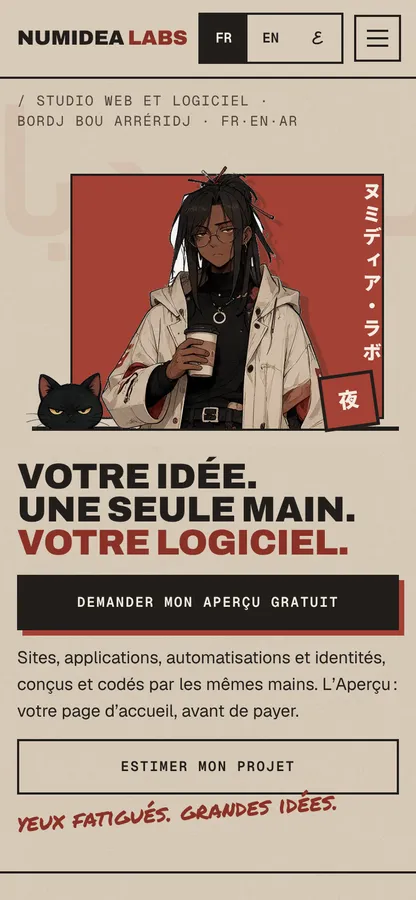 NUMIDEA LABS
FR EN ع
/ STUDIO WEB ET LOGICIEL ·
BORDJ BOU ARRÉRIDJ · FR·EN·AR
ヌミディア・ラボ
夜
VOTRE IDÉE.
UNE SEULE MAIN.
VOTRE LOGICIEL.
DEMANDER MON APERÇU GRATUIT
Sites, applications, automatisations et identités,
conçus et codés par les mêmes mains. L’Aperçu :
votre page d’accueil, avant de payer.
ESTIMER MON PROJET
YEUX FATIGUÉS. GRANDES IDÉES.